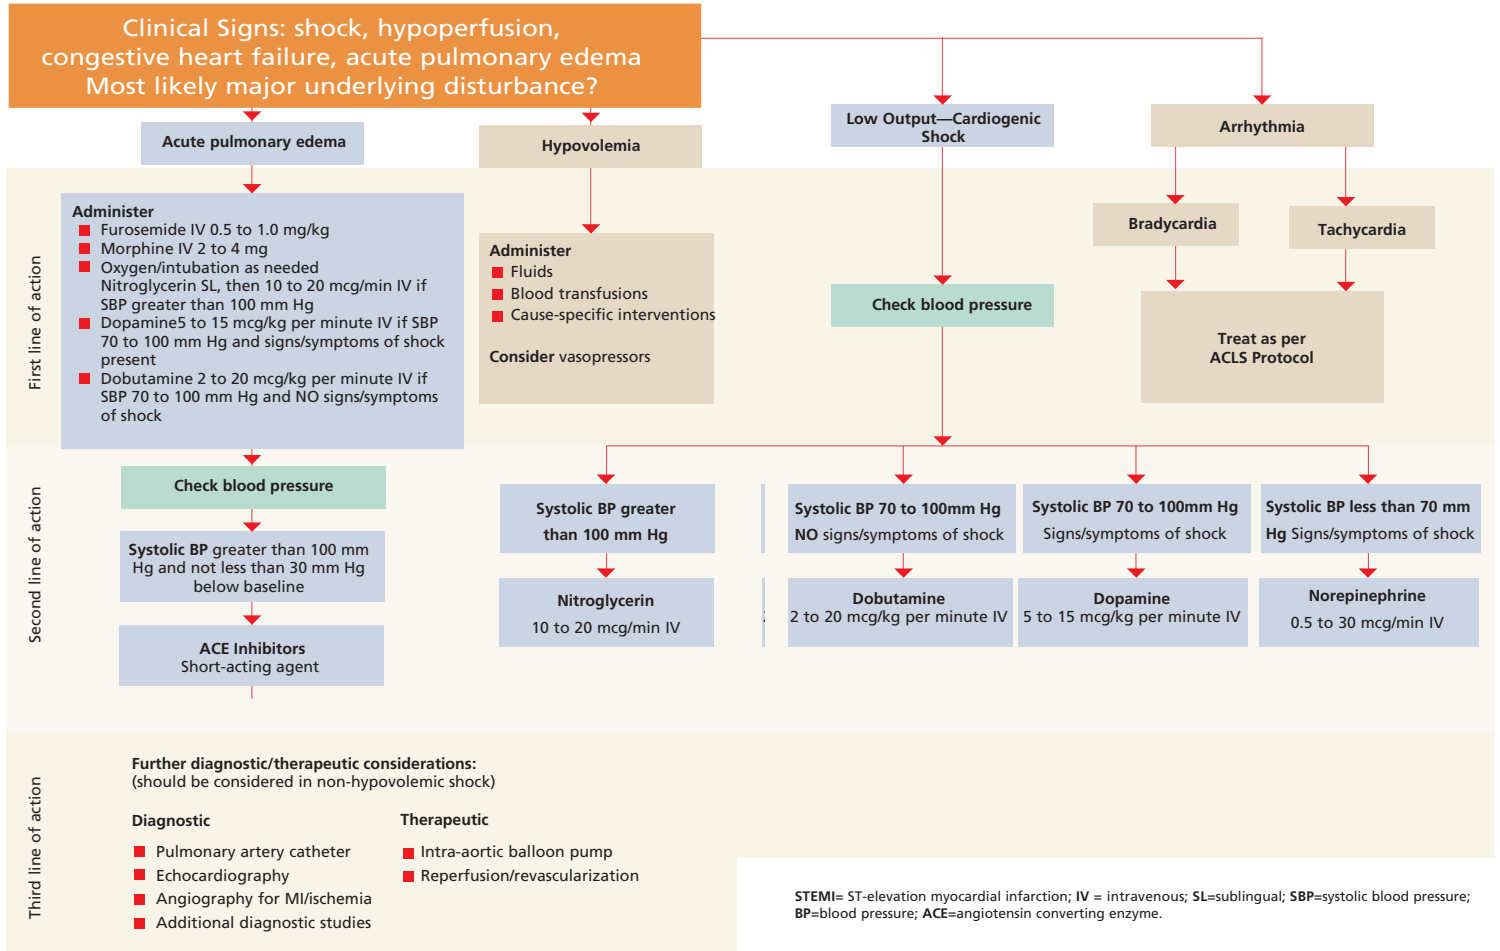 Clinical Signs: shock, hypoperfusion,
congestive heart failure, acute pulmonary edema
Most likely major underlying disturbance?
Acute pulmonary edema
Hypovolemia
Low Output—Cardiogenic
Shock
Arrhythmia
First line of action
Administer
Furosemide IV 0.5 to 1.0 mg/kg
Morphine IV 2 to 4 mg
Oxygen/intubation as needed
Nitroglycerin SL, then 10 to 20 mcg/min IV if
SBP greater than 100 mm Hg
Dopamine5 to 15 mcg/kg per minute IV if SBP
70 to 100 mm Hg and signs/symptoms of shock
present
Dobutamine 2 to 20 mcg/kg per minute IV if
SBP 70 to 100 mm Hg and NO signs/symptoms
of shock
Administer
Fluids
Blood transfusions
Cause-specific interventions
Consider vasopressors
Check blood pressure
Bradycardia
Tachycardia
Treat as per
ACLS Protocol
Second line of action
Check blood pressure
Systolic BP greater than 100 mm
Hg and not less than 30 mm Hg
below baseline
ACE Inhibitors
Short-acting agent
Systolic BP greater
than 100 mm Hg
Nitroglycerin
10 to 20 mcg/min IV
Systolic BP 70 to 100mm Hg
NO signs/symptoms of shock
Dobutamine
2 to 20 mcg/kg per minute IV
Systolic BP 70 to 100mm Hg
Signs/symptoms of shock
Dopamine
5 to 15 mcg/kg per minute IV
Systolic BP less than 70 mm
Hg Signs/symptoms of shock
Norepinephrine
0.5 to 30 mcg/min IV
Third line of action
Further diagnostic/therapeutic considerations:
(should be considered in non-hypovolemic shock)
Diagnostic
Pulmonary artery catheter
Echocardiography
Angiography for MI/ischemia
Additional diagnostic studies
Therapeutic
Intra-aortic balloon pump
Reperfusion/revascularization
STEMI= ST-elevation myocardial infarction; IV = intravenous; SL=sublingual; SBP=systolic blood pressure;
BP=blood pressure; ACE=angiotensin converting enzyme.